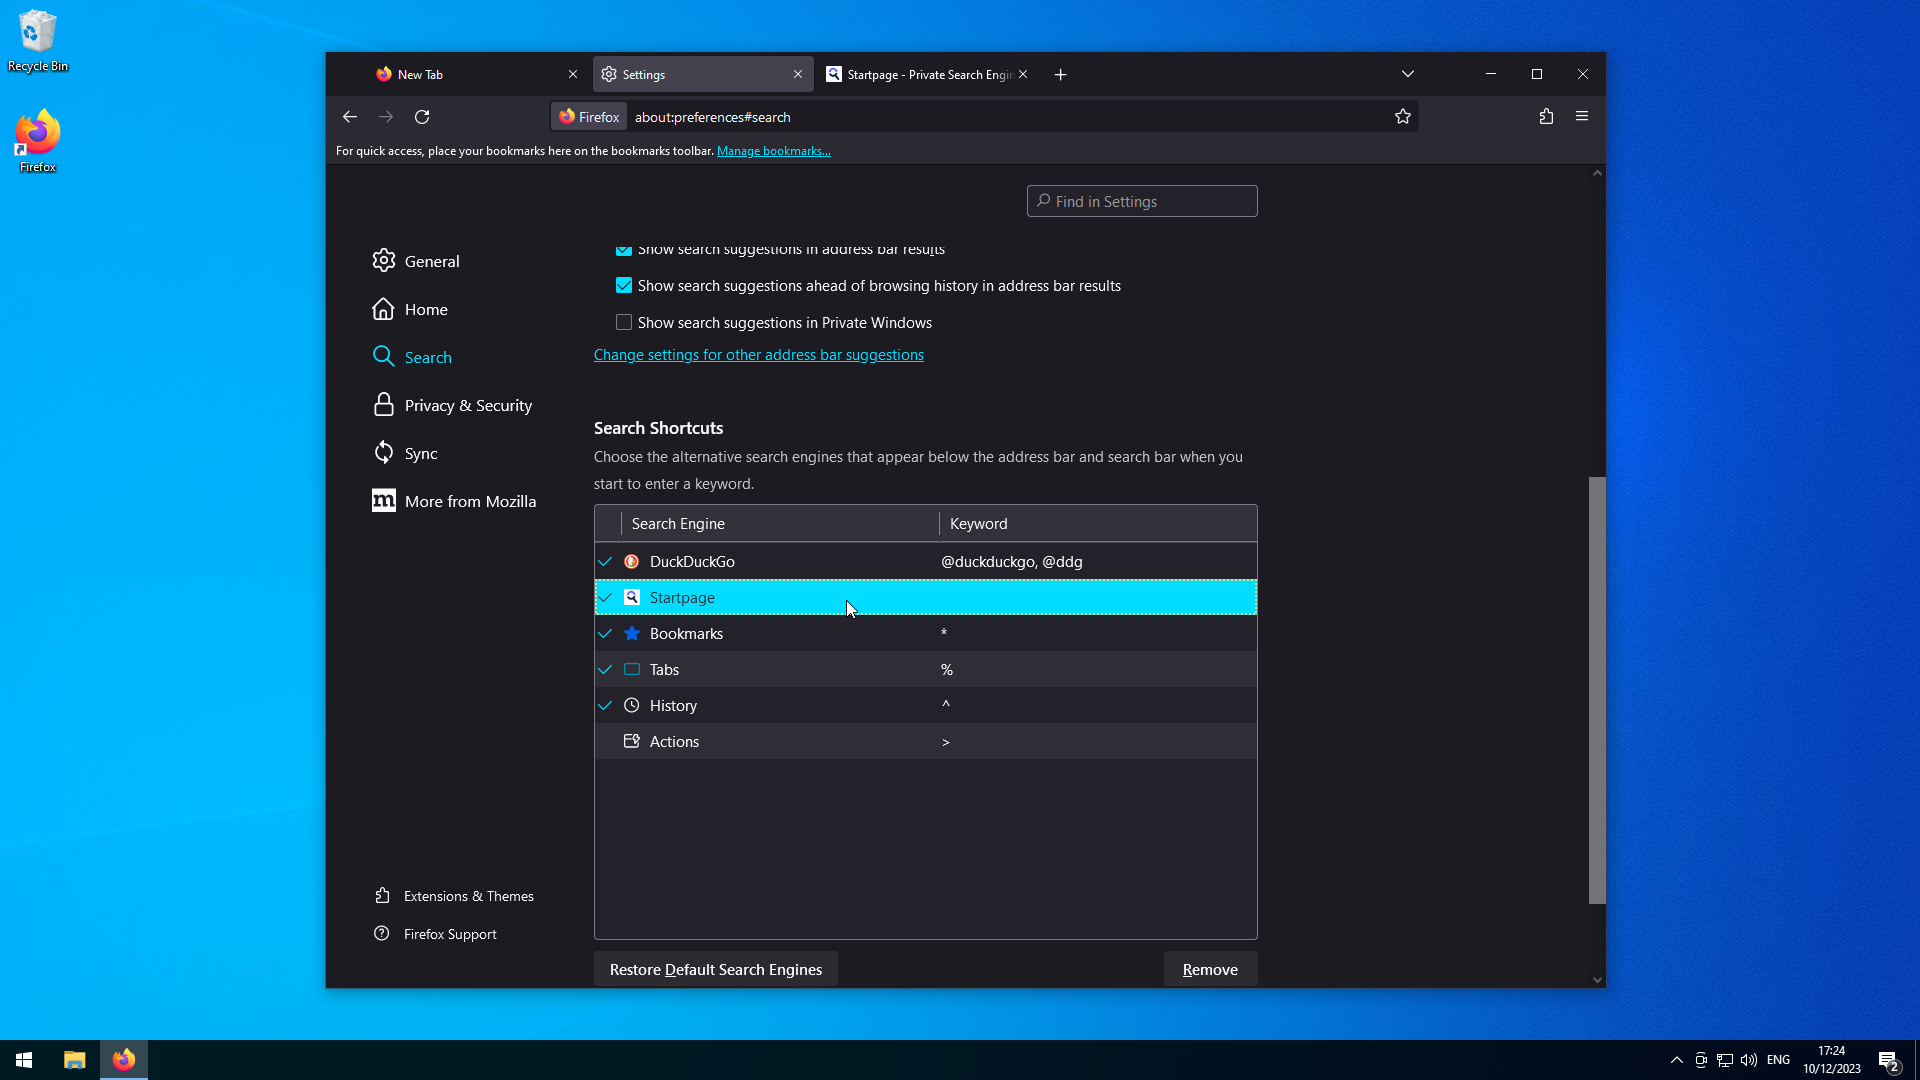 Recycle Bin
Firefox
New Tab
Settings
Startpage - Private Search Engin
Firefox
about:preferences#search
For quick access, place your bookmarks here on the bookmarks toolbar. Manage bookmarks...
Find in Settings
General
Home
Search
Privacy & Security
Sync
More from Mozilla
Extensions & Themes
Firefox Support
Show search suggestions in address bar results
Show search suggestions ahead of browsing history in address bar results
Show search suggestions in Private Windows
Change settings for other address bar suggestions
Search Shortcuts
Choose the alternative search engines that appear below the address bar and search bar when you
start to enter a keyword.
Search Engine Keyword
DuckDuckGo @duckduckgo, @ddg
Startpage
Bookmarks *
Tabs %
History ^
Actions >
Restore Default Search Engines
Remove
ENG
17:24
10/12/2023
2